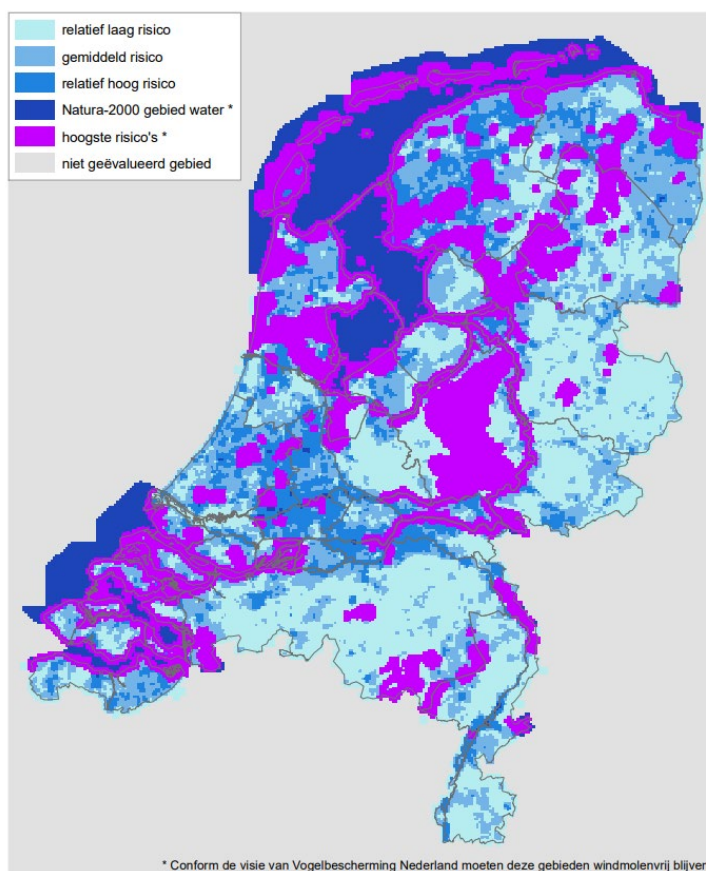 relatief laag risico
gemiddeld risico
relatief hoog risico
Natura-2000 gebied water *
hoogste risico's *
niet geëvalueerd gebied
* Conform de visie van Vogelbescherming Nederland moeten deze gebieden windmolenvrij blijven